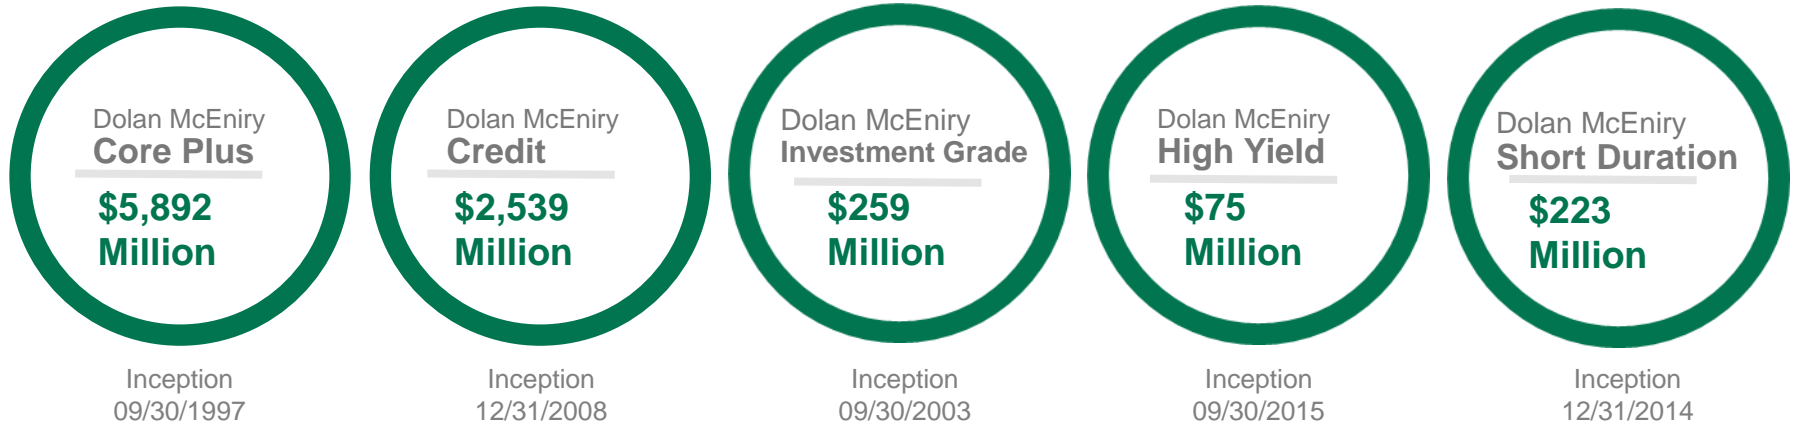 Dolan McEniry
Core Plus
$5,892
Million
Inception
09/30/1997
Dolan McEniry
Credit
$2,539
Million
Inception
12/31/2008
Dolan McEniry
Investment Grade
$259
Million
Inception
09/30/2003
Dolan McEniry
High Yield
$75
Million
Inception
09/30/2015
Dolan McEniry
Short Duration
$223
Million
Inception
12/31/2014